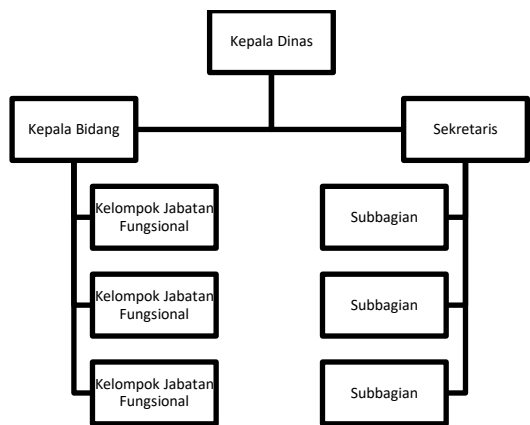 Kepala Dinas
Kepala Bidang
Sekretaris
Kelompok Jabatan
Fungsional
Subbagian
Kelompok Jabatan
Fungsional
Subbagian
Kelompok Jabatan
Fungsional
Subbagian